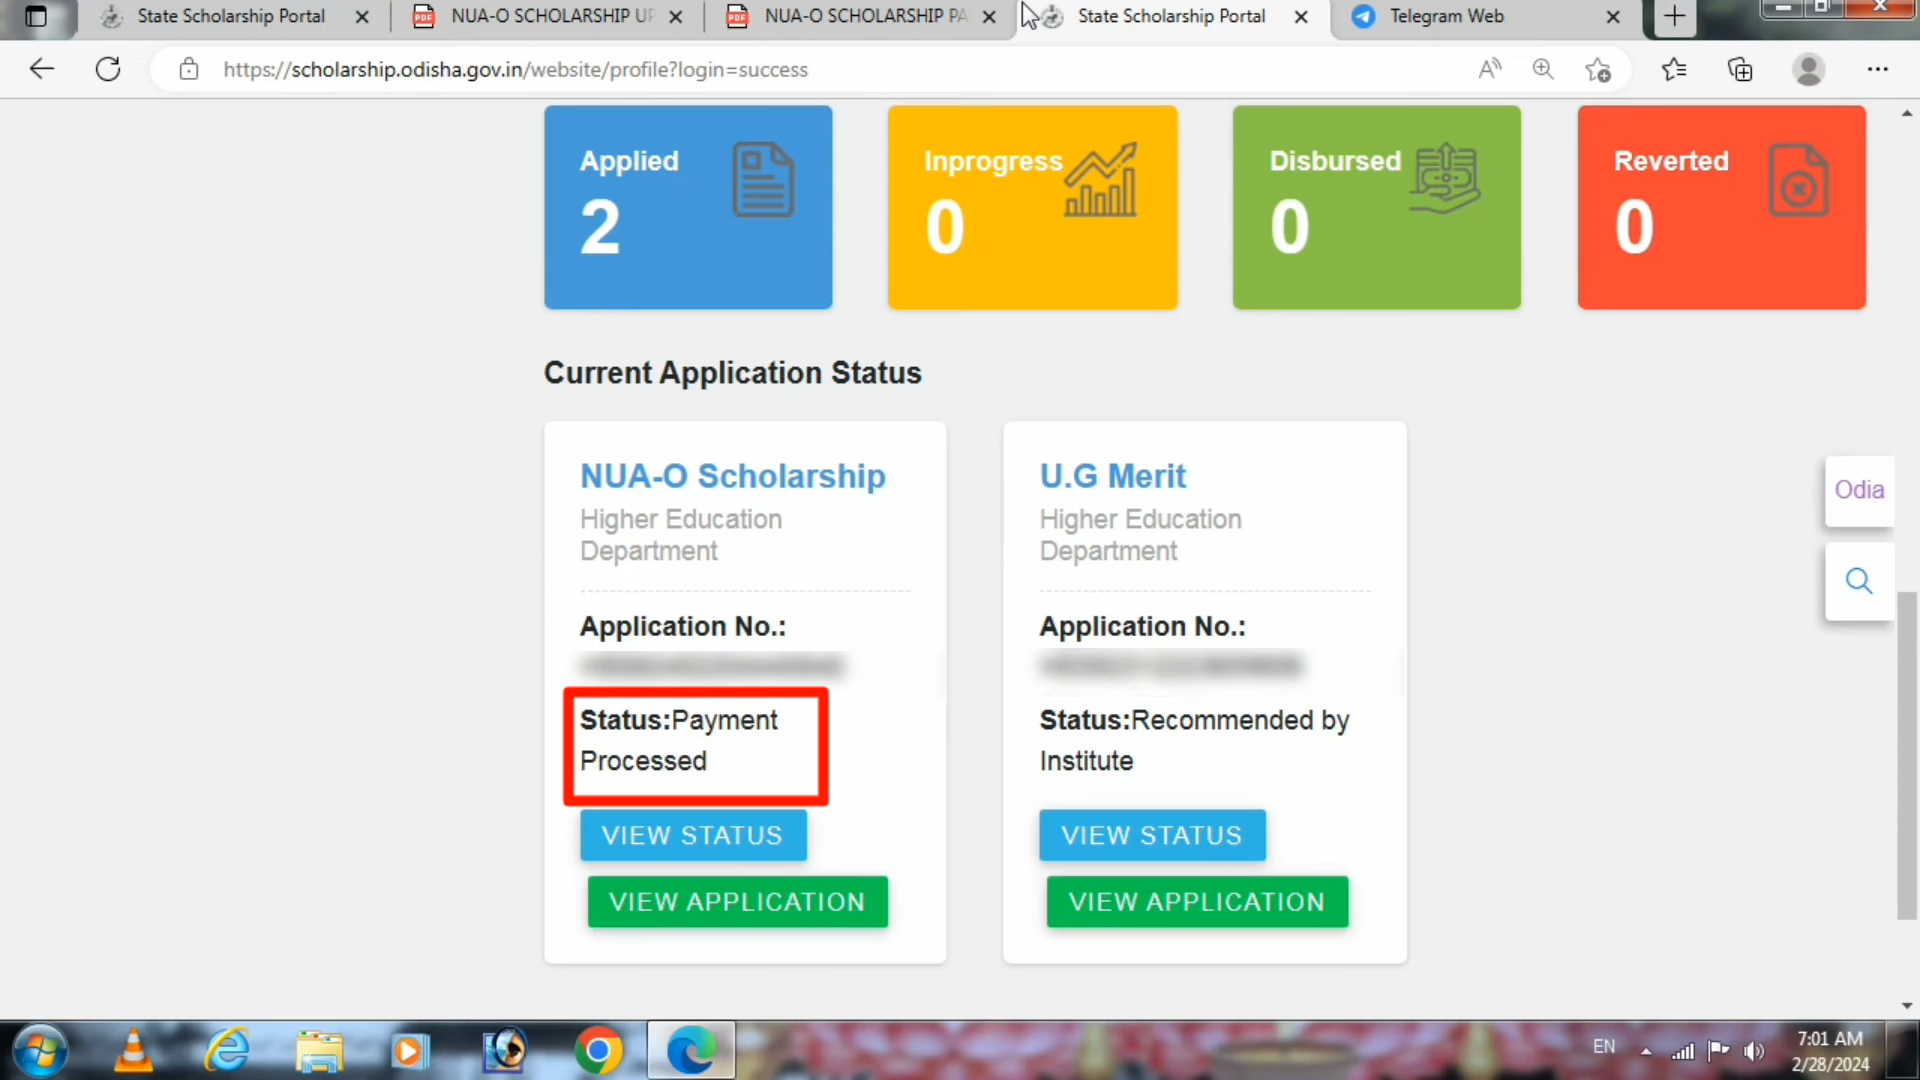 State Scholarship Portal
NUA-O SCHOLARSHIP UP
NUA-O SCHOLARSHIP PA
State Scholarship Portal
Telegram Web
https://scholarship.odisha.gov.in/website/profile?login=success
Applied
2
Inprogress
0
Disbursed
0
Reverted
0
Current Application Status
NUA-O Scholarship
Higher Education
Department
Application No.:
Status:Payment
Processed
VIEW STATUS
VIEW APPLICATION
U.G Merit
Higher Education
Department
Application No.:
Status:Recommended by
Institute
VIEW STATUS
VIEW APPLICATION
Odia
EN
7:01 AM
2/28/2024